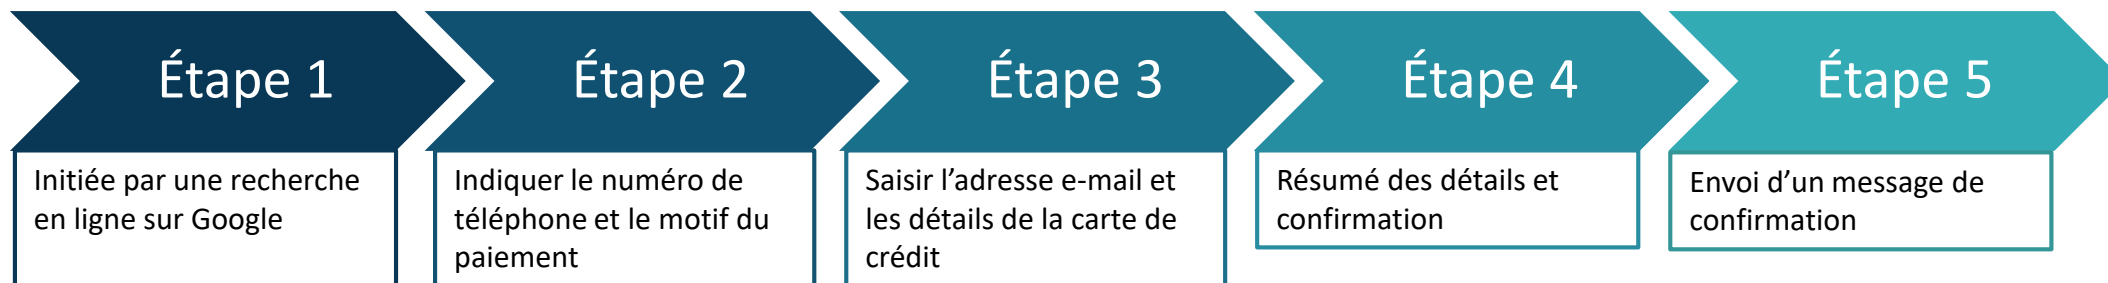 Étape 1
Étape 2
Étape 3
Étape 4
Étape 5
Initiée par une recherche
en ligne sur Google
Indiquer le numéro de
téléphone et le motif du
paiement
Saisir l’adresse e-mail et
les détails de la carte de
crédit
Résumé des détails et
confirmation
Envoi d’un message de
confirmation